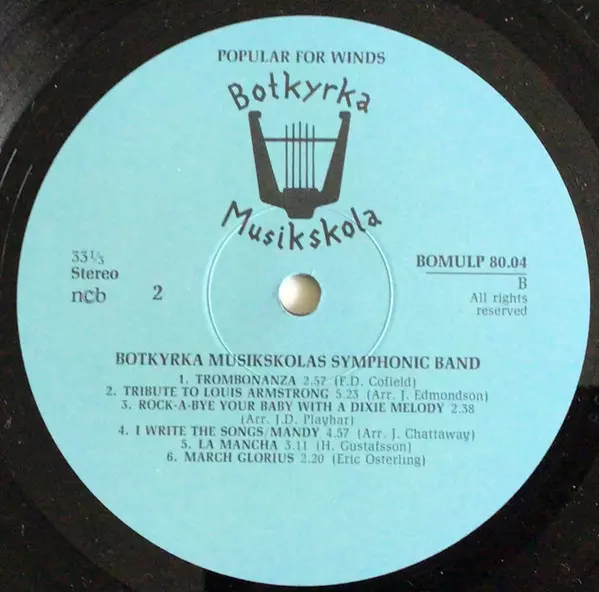 POPULAR FOR WINDS
Botkyrka
Musikskola
33⅓
Stereo
ncb
2
BOMULP 80.04
B
All rights
reserved
BOTKYRKA MUSIKSKOLAS SYMPHONIC BAND
1. TROMBONANZA 2.57 (F.D. Cofield)
2. TRIBUTE TO LOUIS ARMSTRONG 5.23 (Arr. J. Edmondson)
3. ROCK-A-BYE YOUR BABY WITH A DIXIE MELODY 2.38
(Arr. J.D. Playhar)
4. I WRITE THE SONGS/MANDY 4.57 (Arr. J. Chattaway)
5. LA MANCHA 3.11 (H. Gustafsson)
6. MARCH GLORIUS 2.20 (Eric Osterling)